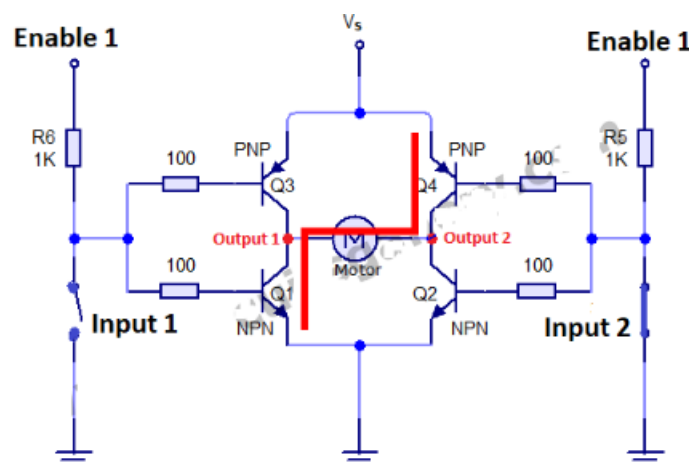 Vs
Enable 1
Enable 1
R6
1K
R5
1K
100
PNP
PNP
100
Q3
Q4
Output 1
M
Output 2
Motor
100
Q1
Q2
100
Input 1
NPN
NPN
Input 2